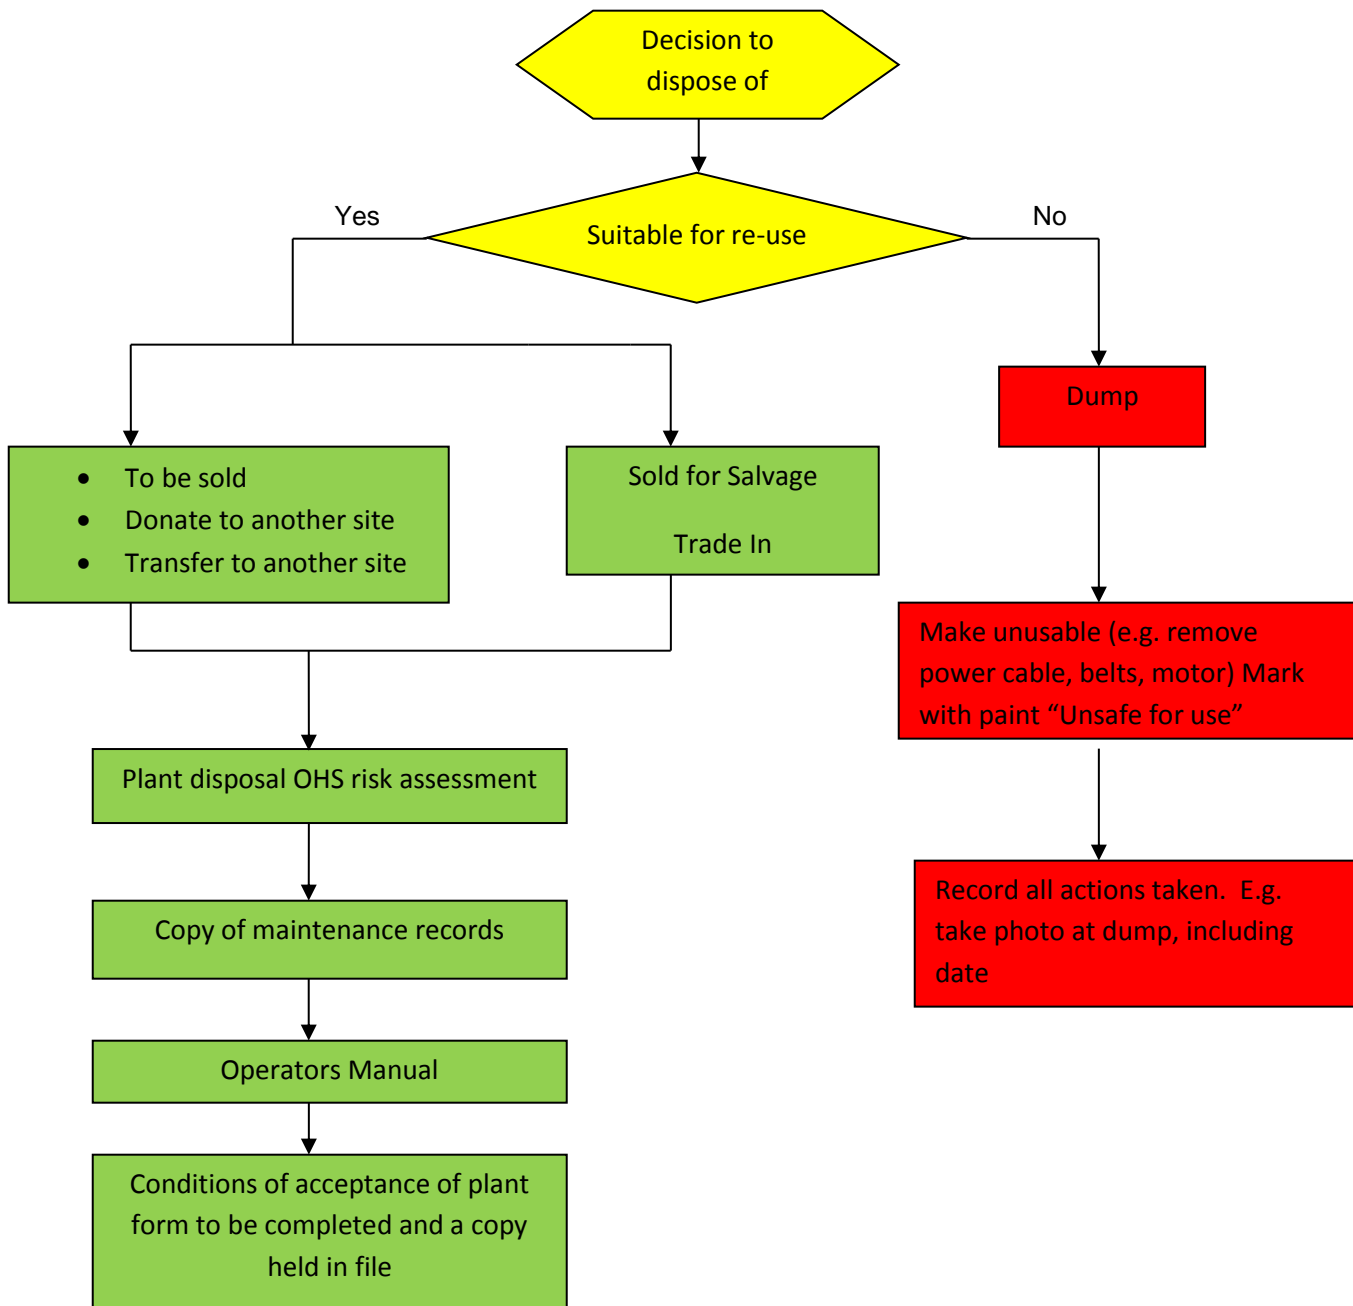 Decision to
dispose of
Yes
No
Suitable for re-use
Dump
• To be sold
• Donate to another site
• Transfer to another site
Sold for Salvage
Trade In
Make unusable (e.g. remove
power cable, belts, motor) Mark
with paint “Unsafe for use”
Plant disposal OHS risk assessment
Record all actions taken.  E.g.
take photo at dump, including
date
Copy of maintenance records
Operators Manual
Conditions of acceptance of plant
form to be completed and a copy
held in file